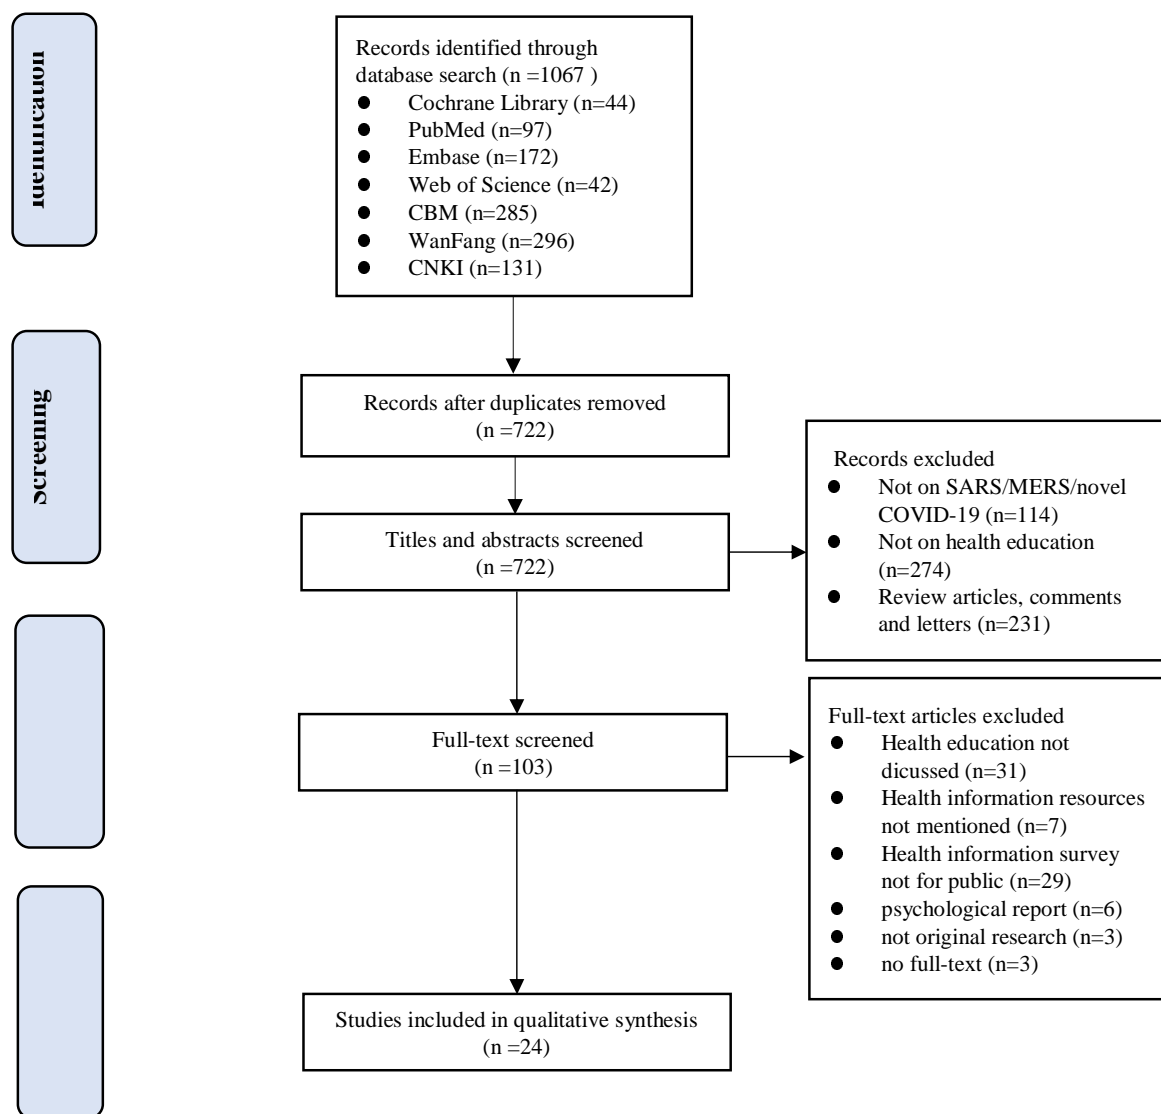 Identification
Records identified through
database search (n =1067 )
● Cochrane Library (n=44)
● PubMed (n=97)
● Embase (n=172)
● Web of Science (n=42)
● CBM (n=285)
● WanFang (n=296)
● CNKI (n=131)
Screening
Records after duplicates removed
(n =722)
Titles and abstracts screened
(n =722)
Records excluded
● Not on SARS/MERS/novel
COVID-19 (n=114)
● Not on health education
(n=274)
● Review articles, comments
and letters (n=231)
Full-text screened
(n =103)
Full-text articles excluded
● Health education not
dicussed (n=31)
● Health information resources
not mentioned (n=7)
● Health information survey
not for public (n=29)
● psychological report (n=6)
● not original research (n=3)
● no full-text (n=3)
Studies included in qualitative synthesis
(n =24)